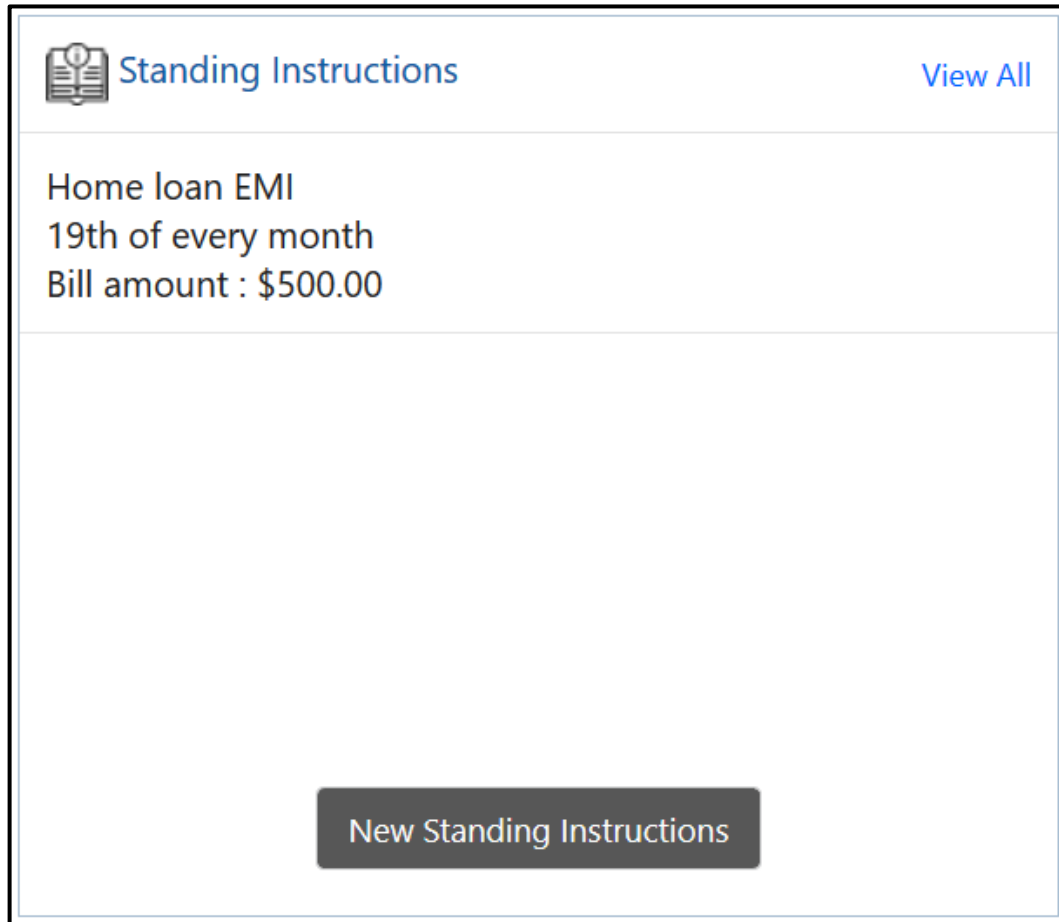 Standing Instructions
View All
Home loan EMI
19th of every month
Bill amount : $500.00
New Standing Instructions